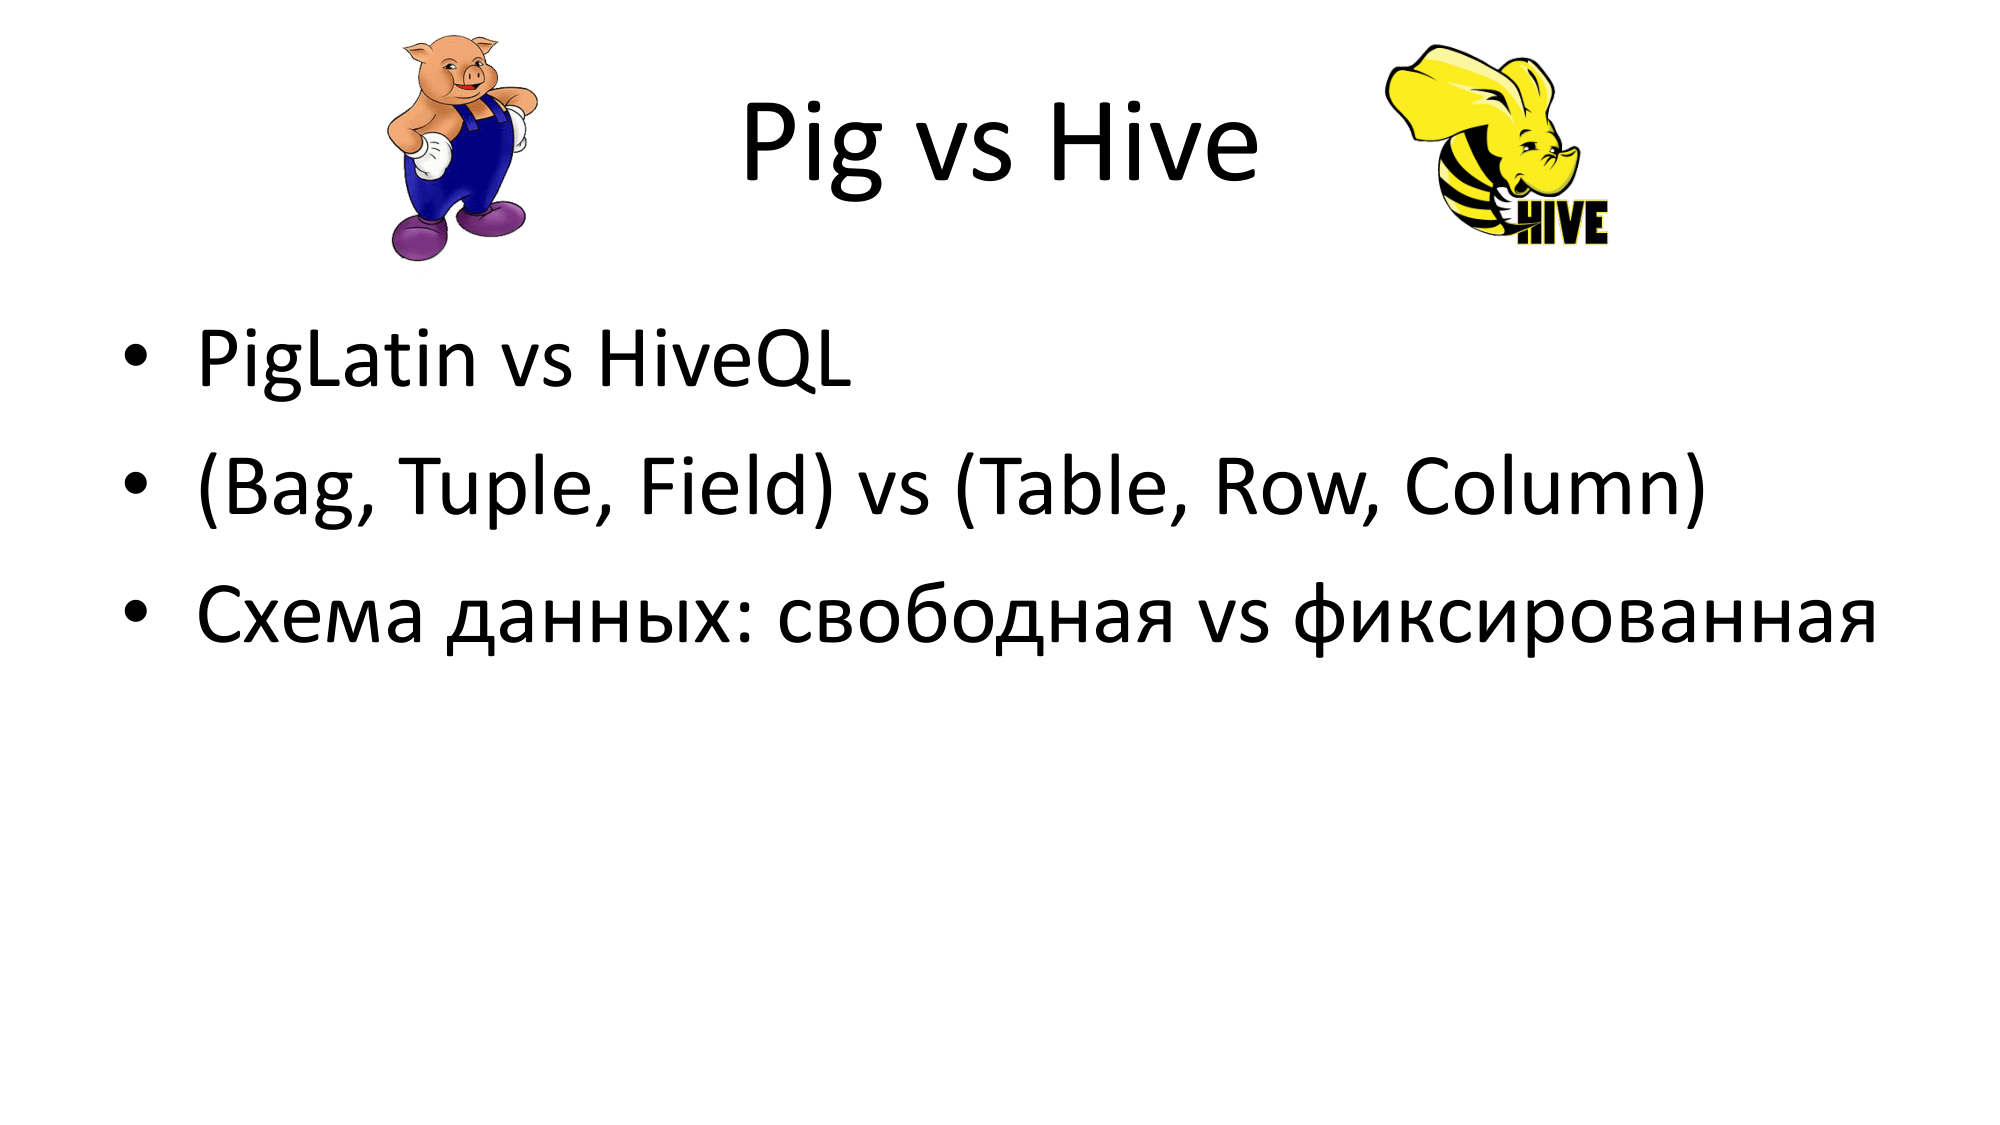 Pig vs Hive
HIVE
• PigLatin vs HiveQL
• (Bag, Tuple, Field) vs (Table, Row, Column)
• Схема данных: свободная vs фиксированная